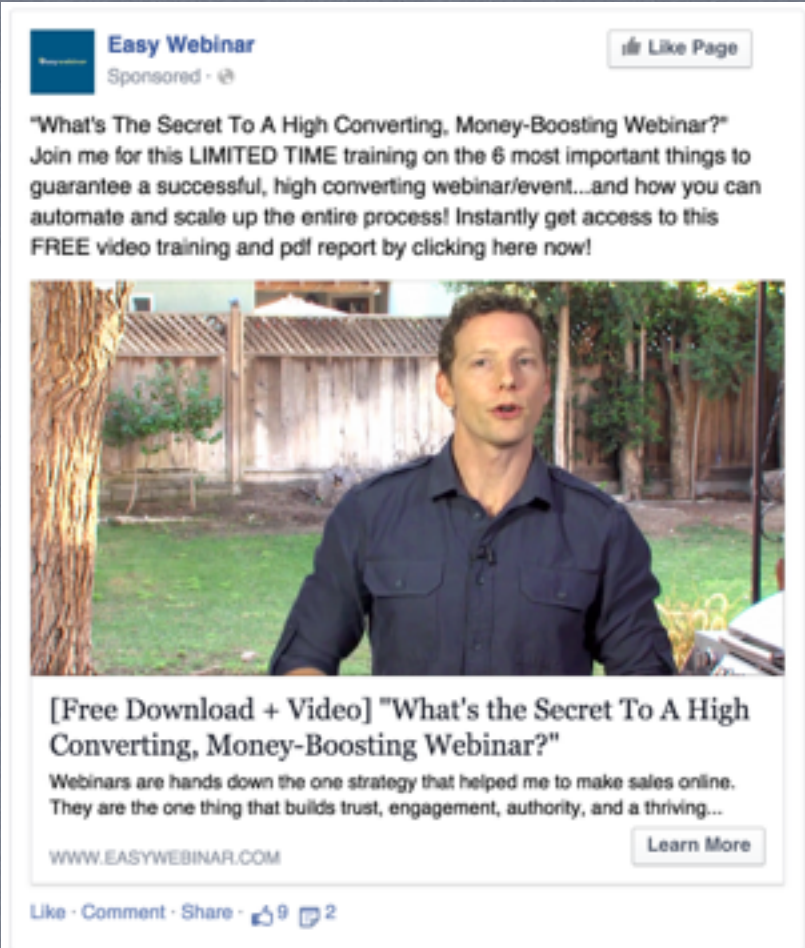 Easy Webinar
Like Page
Sponsored ·
"What's The Secret To A High Converting, Money-Boosting Webinar?"
Join me for this LIMITED TIME training on the 6 most important things to
guarantee a successful, high converting webinar/event...and how you can
automate and scale up the entire process! Instantly get access to this
FREE video training and pdf report by clicking here now!
[Free Download + Video] "What's the Secret To A High
Converting, Money-Boosting Webinar?"
Webinars are hands down the one strategy that helped me to make sales online.
They are the one thing that builds trust, engagement, authority, and a thriving...
WWW.EASYWEBINAR.COM
Learn More
Like · Comment · Share · 9 2